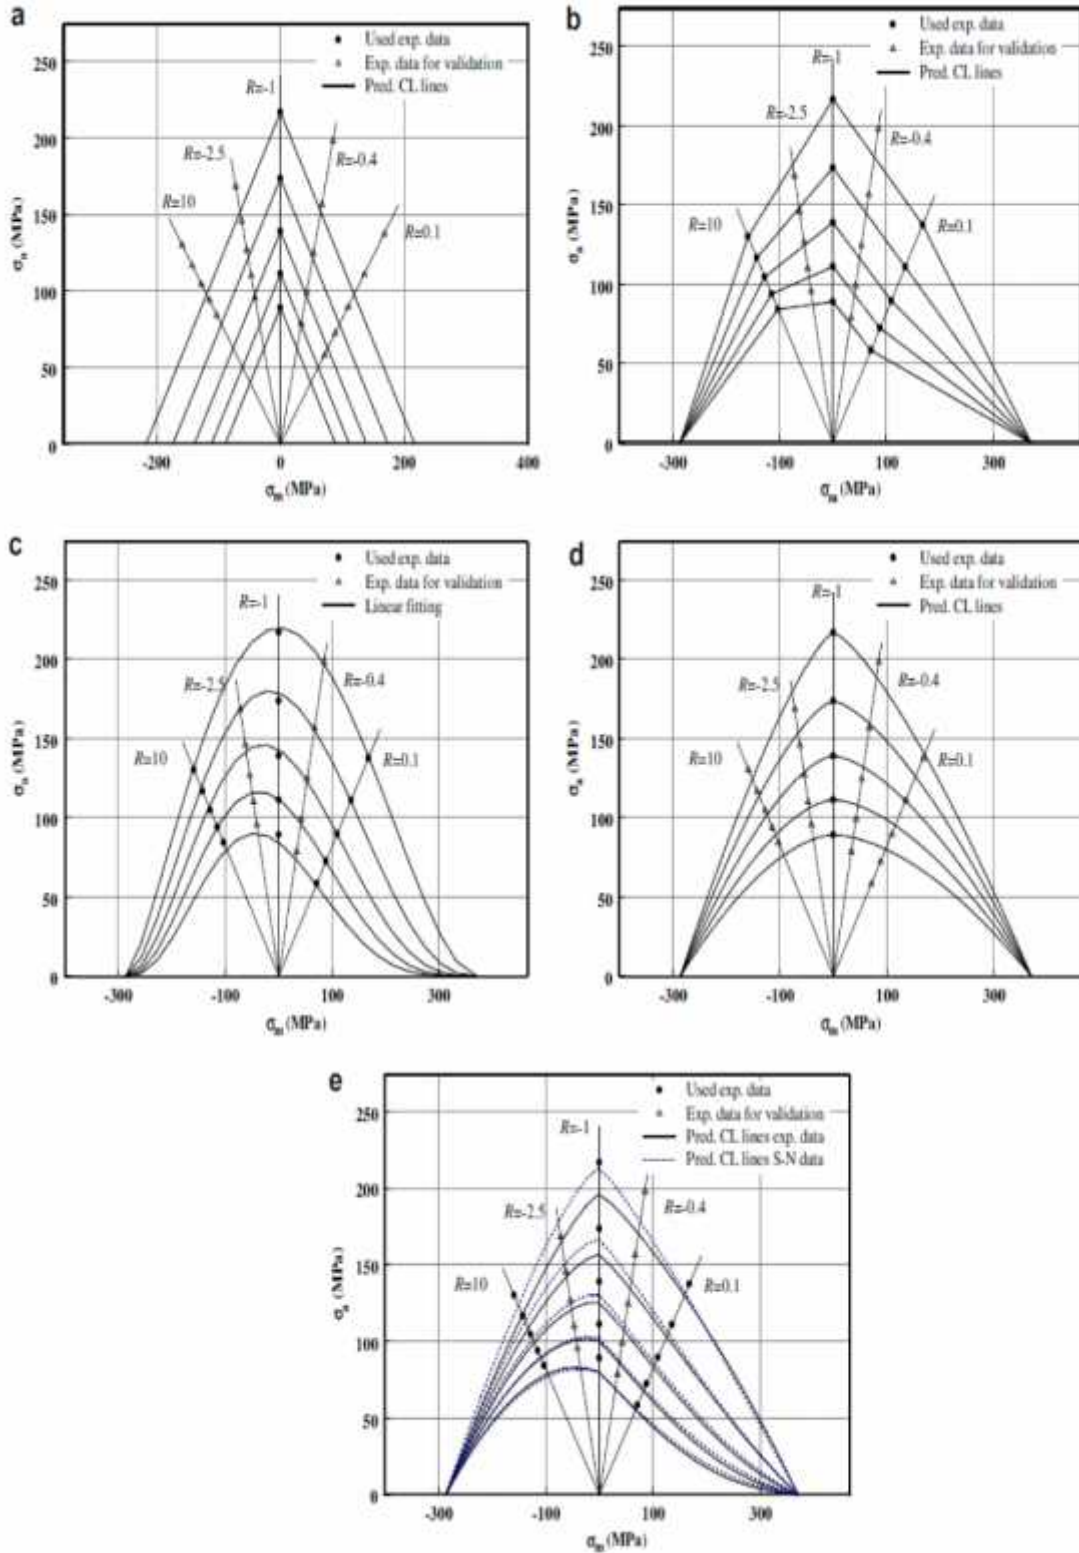 a
Used exp. data
Exp. data for validation
Pred. CL lines
R=-1
R=-2.5
R=-0.4
R=10
R=0.1
σa (MPa)
250
200
150
100
50
0
-200
0
200
400
σm (MPa)
b
Used exp. data
Exp. data for validation
Pred. CL lines
R=-1
R=-2.5
R=-0.4
R=10
R=0.1
σa (MPa)
250
200
150
100
50
0
-300
-100
100
300
σm (MPa)
c
Used exp. data
Exp. data for validation
Linear fitting
R=-1
R=-2.5
R=-0.4
R=10
R=0.1
σa (MPa)
250
200
150
100
50
0
-300
-100
100
300
σm (MPa)
d
Used exp. data
Exp. data for validation
Pred. CL lines
R=-1
R=-2.5
R=-0.4
R=10
R=0.1
σa (MPa)
250
200
150
100
50
0
-300
-100
100
300
σm (MPa)
e
Used exp. data
Exp. data for validation
Pred. CL lines exp. data
Pred. CL lines S-N data
R=-1
R=-2.5
R=-0.4
R=10
R=0.1
σa (MPa)
250
200
150
100
50
0
-300
-100
100
300
σm (MPa)